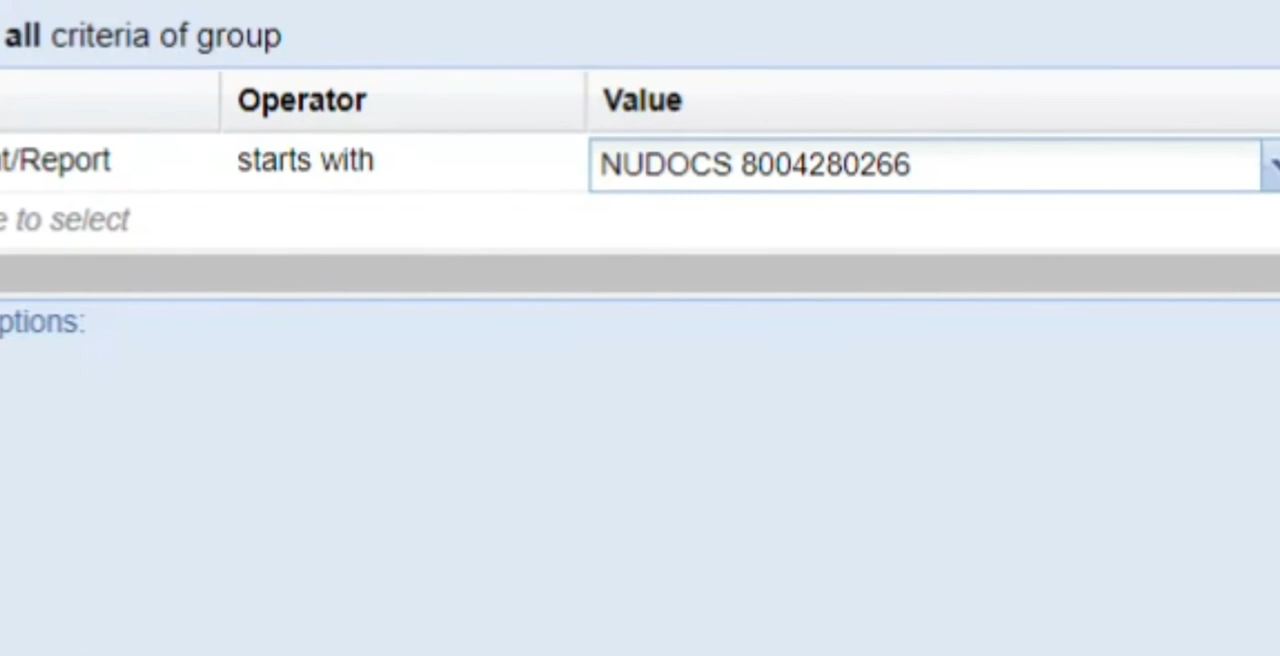 all criteria of group
Operator Value
t/Report starts with NUDOCS 8004280266
e to select
ptions: